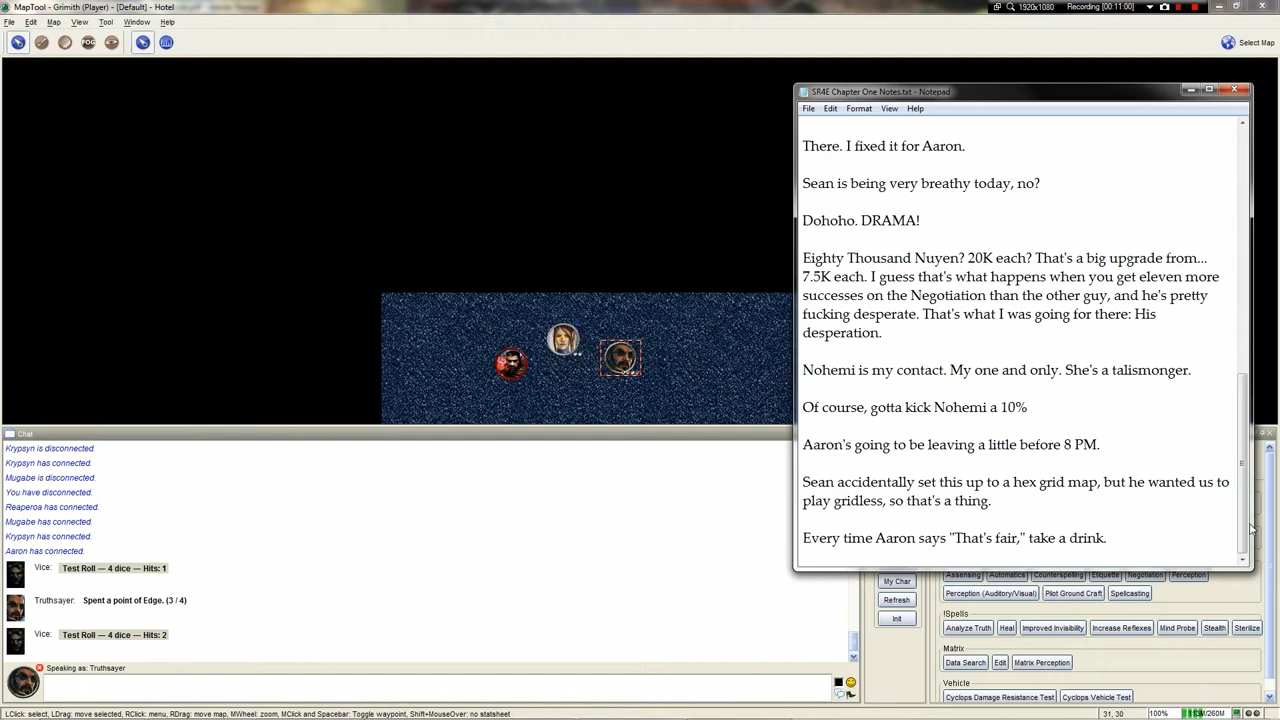 MapTool - Grimith (Player) - [Default] - Hotel
1920x1080
Recording [00:11:00]
File Edit Map View Tool Window Help
FOG
Select Map
SR4E Chapter One Notes.txt - Notepad
File Edit Format View Help
There. I fixed it for Aaron.
Sean is being very breathy today, no?
Dohoho. DRAMA!
Eighty Thousand Nuyen? 20K each? That's a big upgrade from...
7.5K each. I guess that's what happens when you get eleven more
successes on the Negotiation than the other guy, and he's pretty
fucking desperate. That's what I was going for there: His
desperation.
Nohemi is my contact. My one and only. She's a talismonger.
Of course, gotta kick Nohemi a 10%
Aaron's going to be leaving a little before 8 PM.
Sean accidentally set this up to a hex grid map, but he wanted us to
play gridless, so that's a thing.
Every time Aaron says "That's fair," take a drink.
Chat
Krypsyn is disconnected.
Krypsyn has connected.
Mugabe is disconnected.
You have disconnected.
Reaperoa has connected.
Mugabe has connected.
Krypsyn has connected.
Aaron has connected.
Vice: Test Roll — 4 dice — Hits: 1
Truthsayer: Spent a point of Edge. (3 / 4)
Vice: Test Roll — 4 dice — Hits: 2
Speaking as: Truthsayer
My Char
Refresh
Init
Assensing Automatics Counterspelling Etiquette Negotiation Perception
Perception (Auditory/Visual) Pilot Ground Craft Spellcasting
!Spells
Analyze Truth Heal Improved Invisibility Increase Reflexes Mind Probe Stealth Sterilize
Matrix
Data Search Edit Matrix Perception
Vehicle
Cyclops Damage Resistance Test Cyclops Vehicle Test
LClick: select, LDrag: move selected, RClick: menu, RDrag: move map, MWheel: zoom, MClick and Spacebar: Toggle waypoint, Shift+MouseOver: no statsheet
31, 30 100%